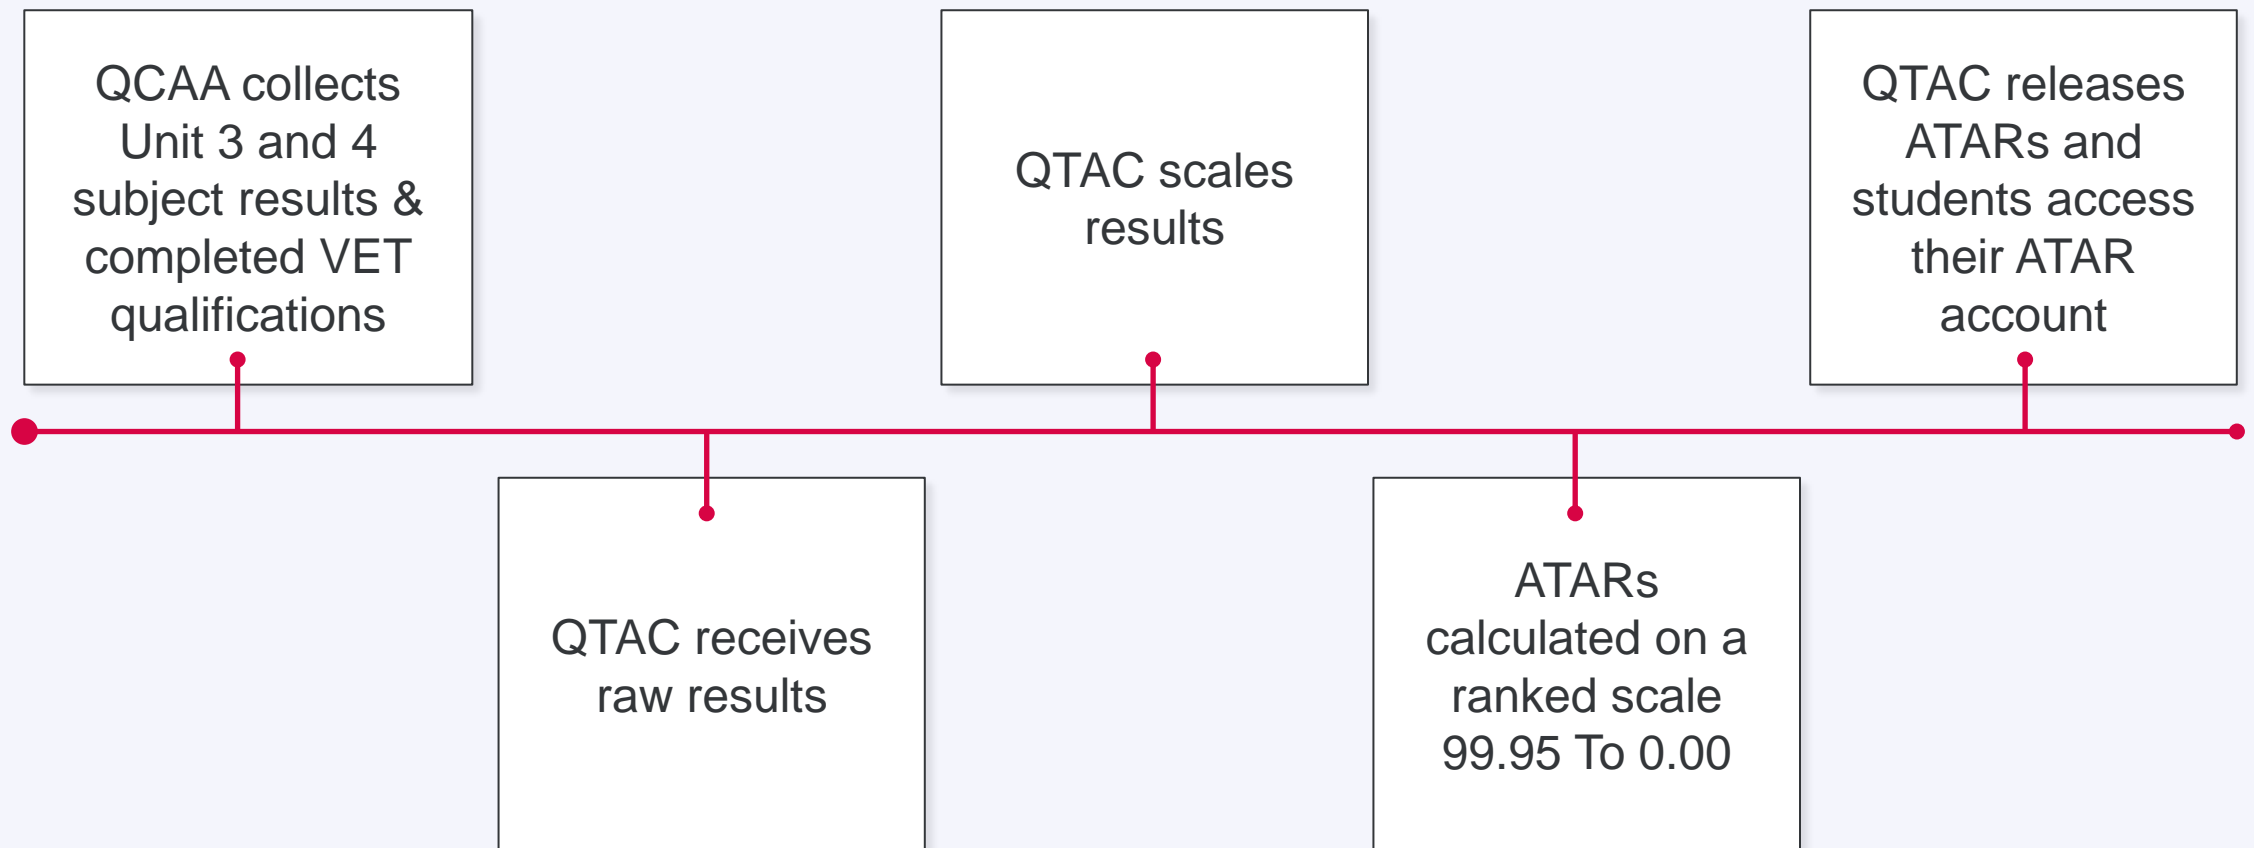 QCAA collects
Unit 3 and 4
subject results &
completed VET
qualifications
QTAC receives
raw results
QTAC scales
results
ATARs
calculated on a
ranked scale
99.95 To 0.00
QTAC releases
ATARs and
students access
their ATAR
account